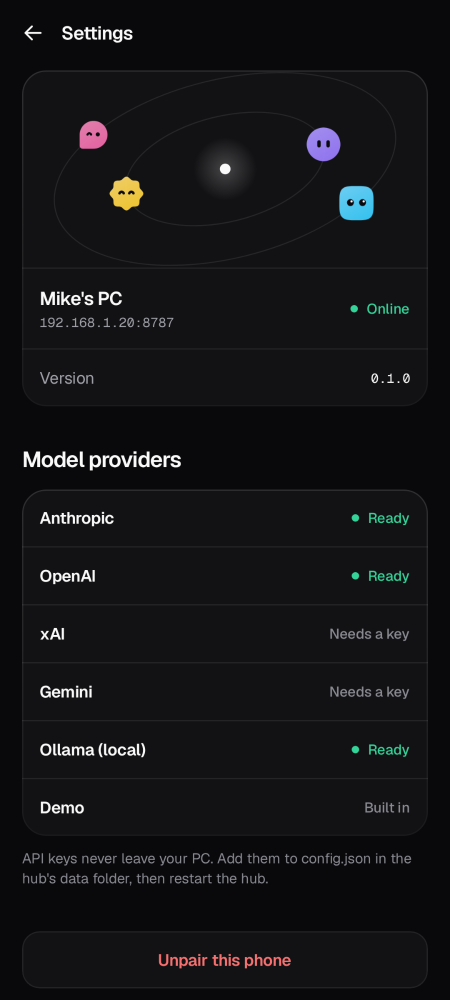 Settings
Mike's PC
192.168.1.20:8787
Online
Version
0.1.0
Model providers
Anthropic
Ready
OpenAI
Ready
xAI
Needs a key
Gemini
Needs a key
Ollama (local)
Ready
Demo
Built in
API keys never leave your PC. Add them to config.json in the
hub's data folder, then restart the hub.
Unpair this phone